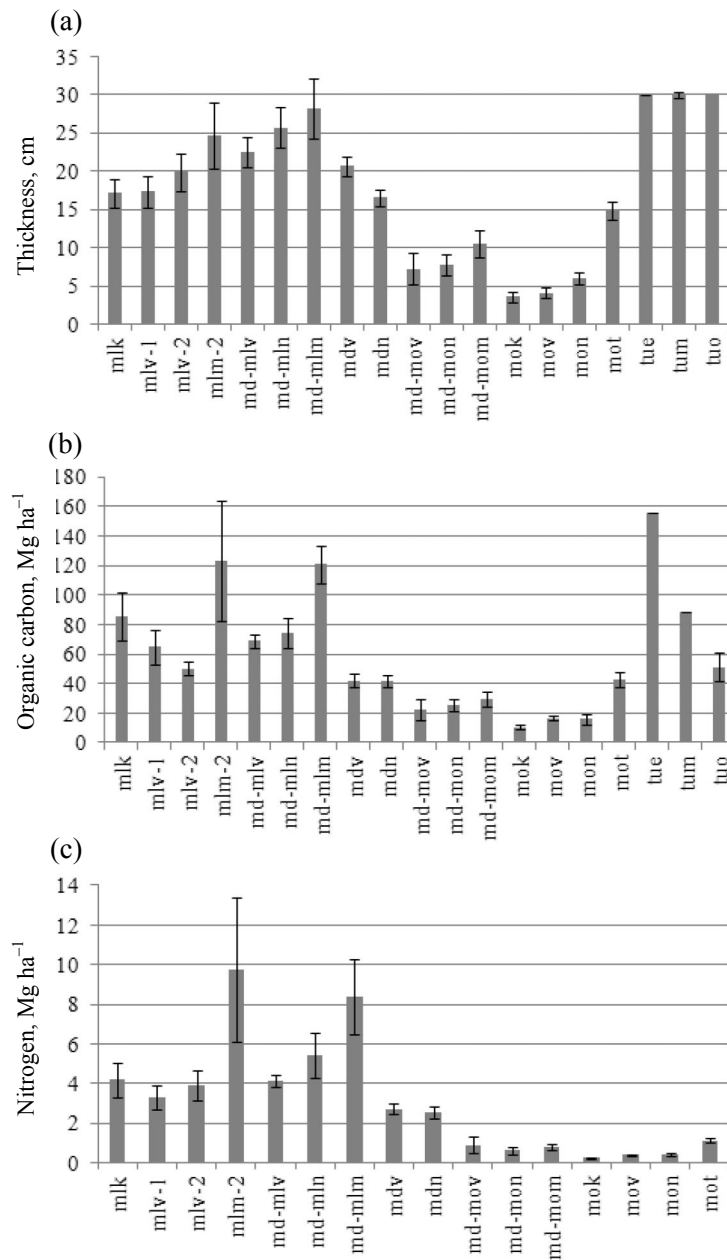 (a)
Thickness, cm
35
30
25
20
15
10
5
0
mlk
mlv-1
mlv-2
mlm-2
md-mlv
md-mln
md-mlm
mdv
mdn
md-mov
md-mon
md-mom
mok
mov
mon
mot
tue
tum
tuo
(b)
Organic carbon, Mg ha⁻¹
180
160
140
120
100
80
60
40
20
0
mlk
mlv-1
mlv-2
mlm-2
md-mlv
md-mln
md-mlm
mdv
mdn
md-mov
md-mon
md-mom
mok
mov
mon
mot
tue
tum
tuo
(c)
Nitrogen, Mg ha⁻¹
14
12
10
8
6
4
2
0
mlk
mlv-1
mlv-2
mlm-2
md-mlv
md-mln
md-mlm
mdv
mdn
md-mov
md-mon
md-mom
mok
mov
mon
mot